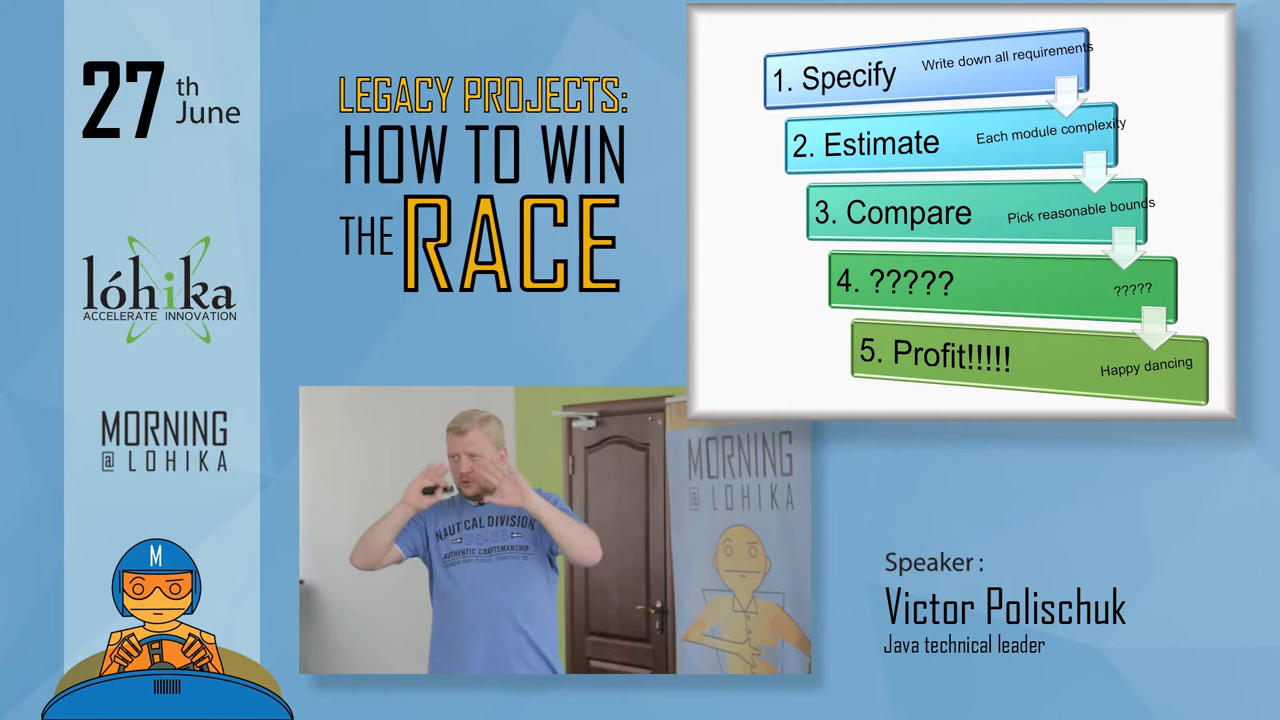 27 th
June
lóhika
ACCELERATE INNOVATION
MORNING
@ LOHIKA
M
LEGACY PROJECTS:
HOW TO WIN
THE RACE
1. Specify Write down all requirements
2. Estimate Each module complexity
3. Compare Pick reasonable bounds
4. ????? ?????
5. Profit!!!!! Happy dancing
NAUTICAL DIVISION
AUTHENTIC CRAFTSMANSHIP
MORNING
@ LOHIKA
Speaker :
Victor Polischuk
Java technical leader